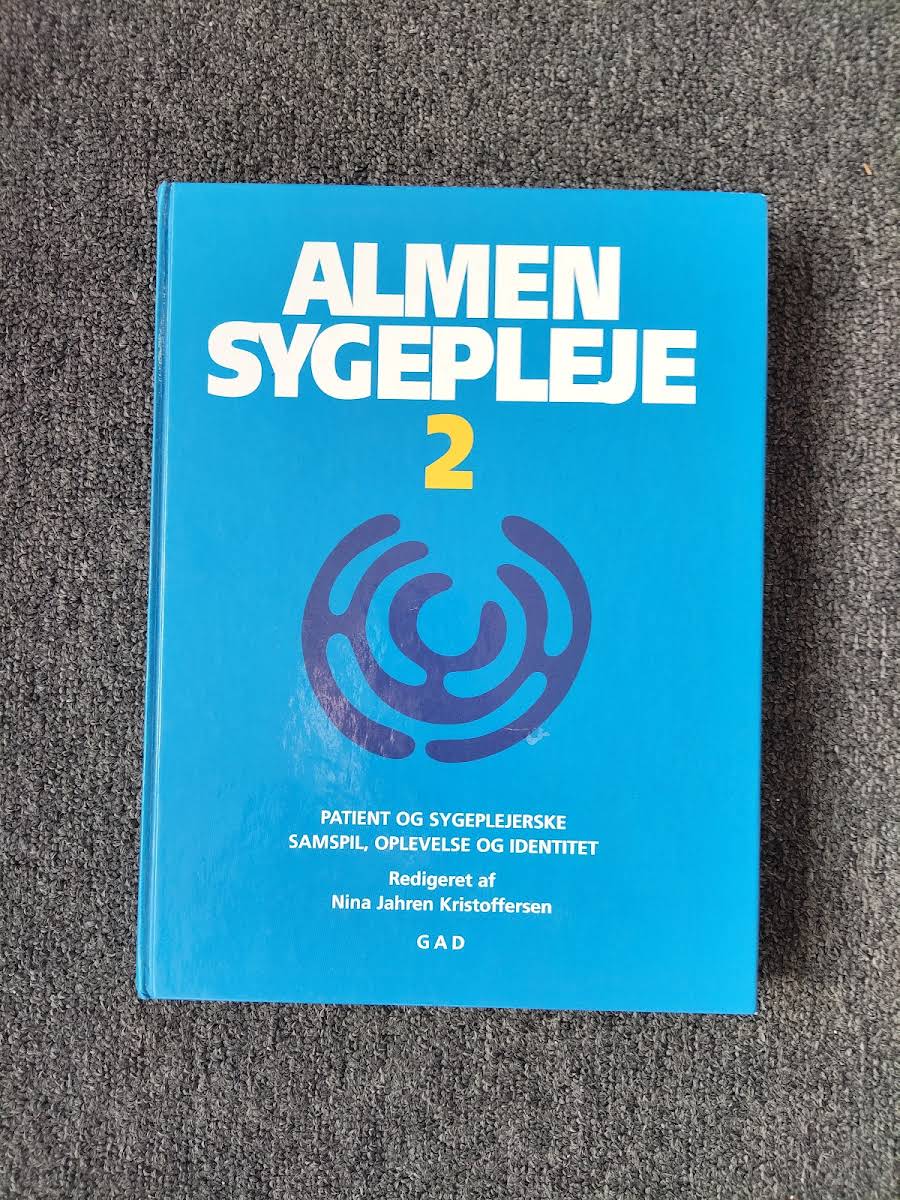 ALMEN
SYGEPLEJE
2
PATIENT OG SYGEPLEJERSKE
SAMSPIL, OPLEVELSE OG IDENTITET
Redigeret af
Nina Jahren Kristoffersen
GAD